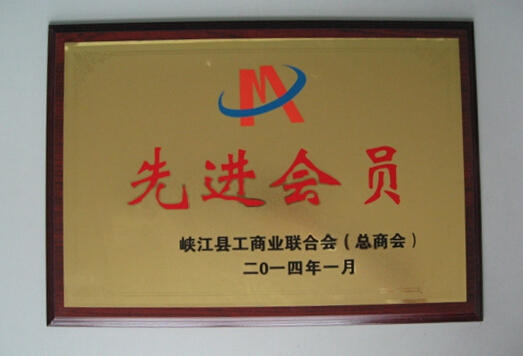 先进会员
峡江县工商业联合会（总商会）
二0一四年一月